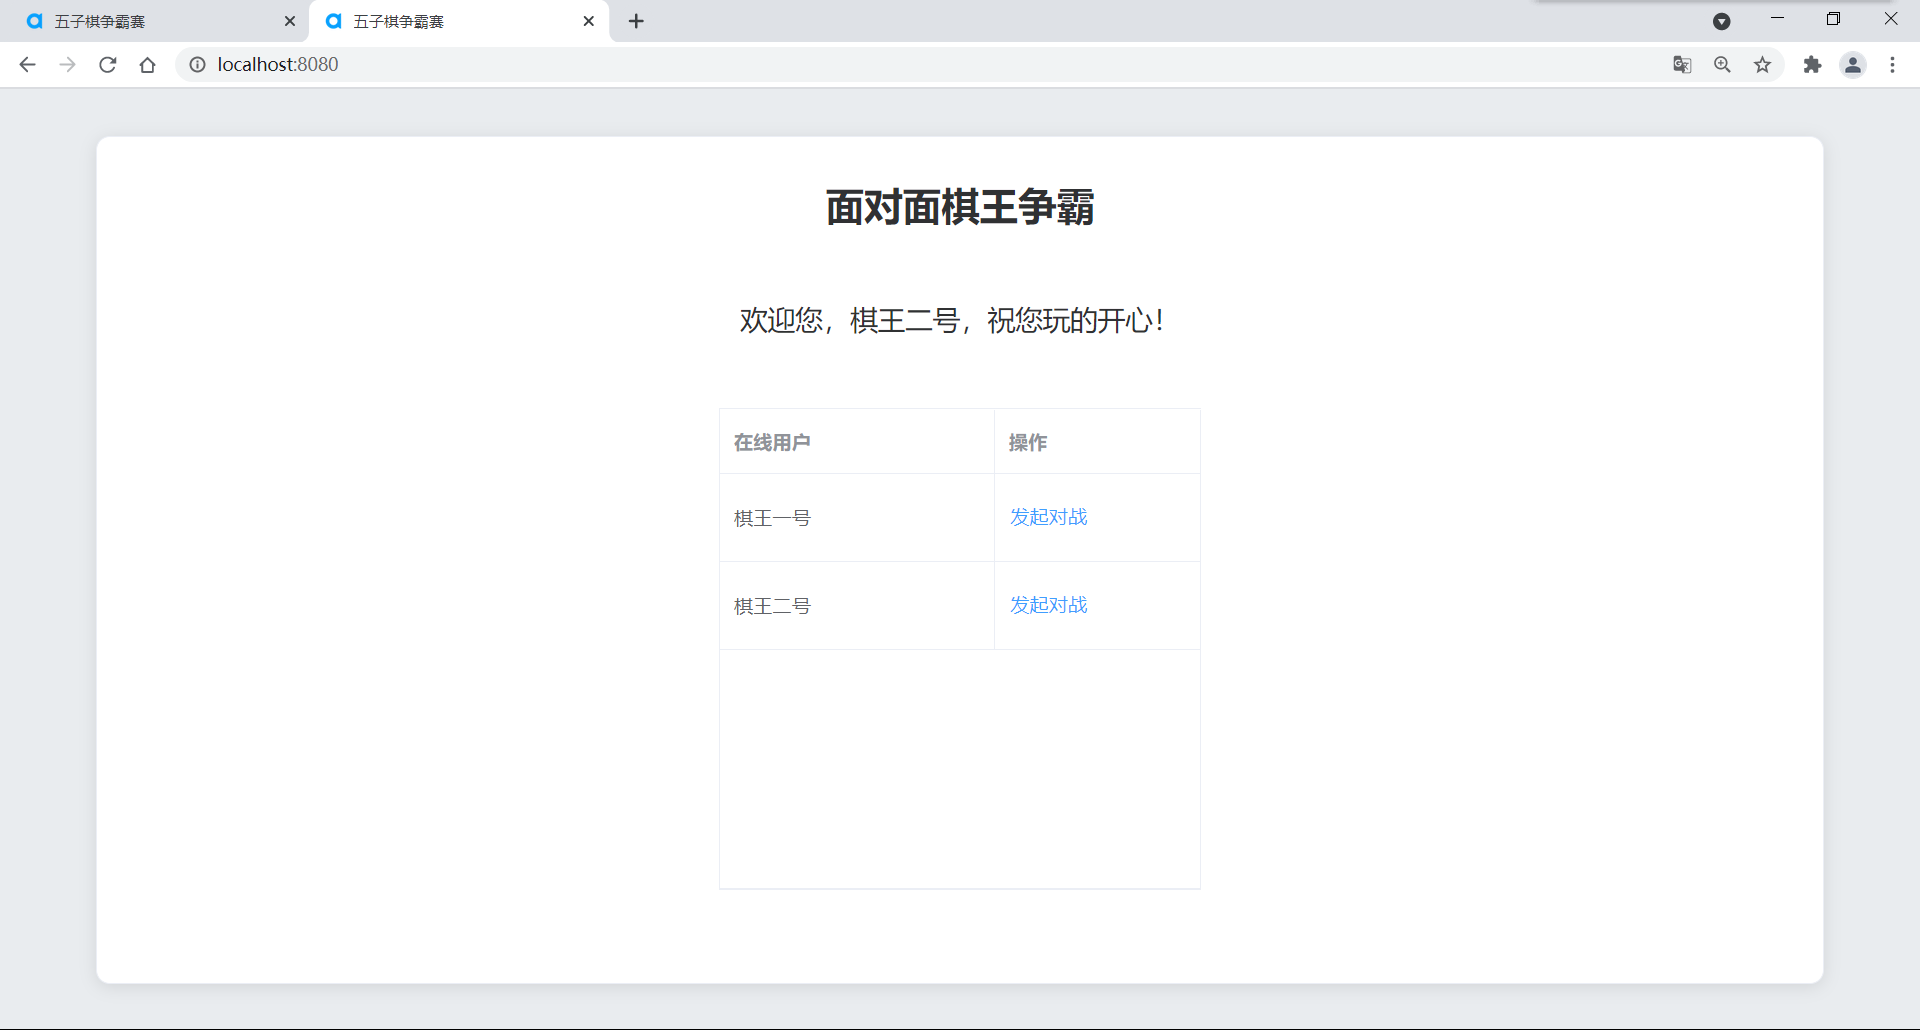 五子棋争霸赛
五子棋争霸赛
localhost:8080
面对面棋王争霸
欢迎您，棋王二号，祝您玩的开心！
在线用户 操作
棋王一号 发起对战
棋王二号 发起对战